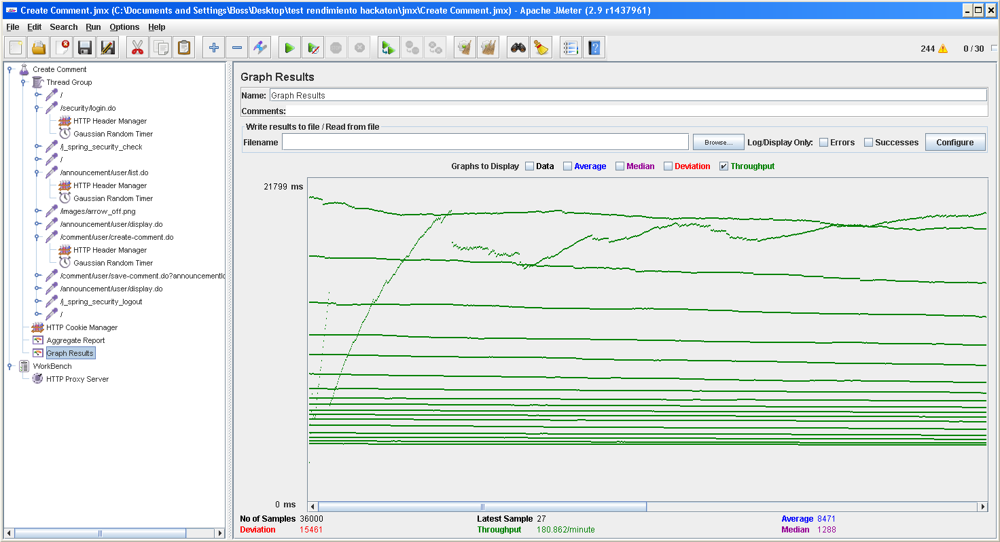 Create Comment.jmx (C:\Documents and Settings\Boss\Desktop\test rendimiento hackaton\jmx\Create Comment.jmx) - Apache JMeter (2.9 r1437961)
File Edit Search Run Options Help
244 0 / 30
Create Comment
Thread Group
/
/security/login.do
HTTP Header Manager
Gaussian Random Timer
/j_spring_security_check
/
/announcement/user/list.do
HTTP Header Manager
Gaussian Random Timer
/images/arrow_off.png
/announcement/user/display.do
/comment/user/create-comment.do
HTTP Header Manager
Gaussian Random Timer
/comment/user/save-comment.do?announcementIc
/announcement/user/display.do
/j_spring_security_logout
/
HTTP Cookie Manager
Aggregate Report
Graph Results
WorkBench
HTTP Proxy Server
Graph Results
Name: Graph Results
Comments:
Write results to file / Read from file
Filename Browse... Log/Display Only: Errors Successes Configure
Graphs to Display Data Average Median Deviation Throughput
21799 ms
0 ms
No of Samples 36000 Latest Sample 27 Average 8471
Deviation 15461 Throughput 180.862/minute Median 1288